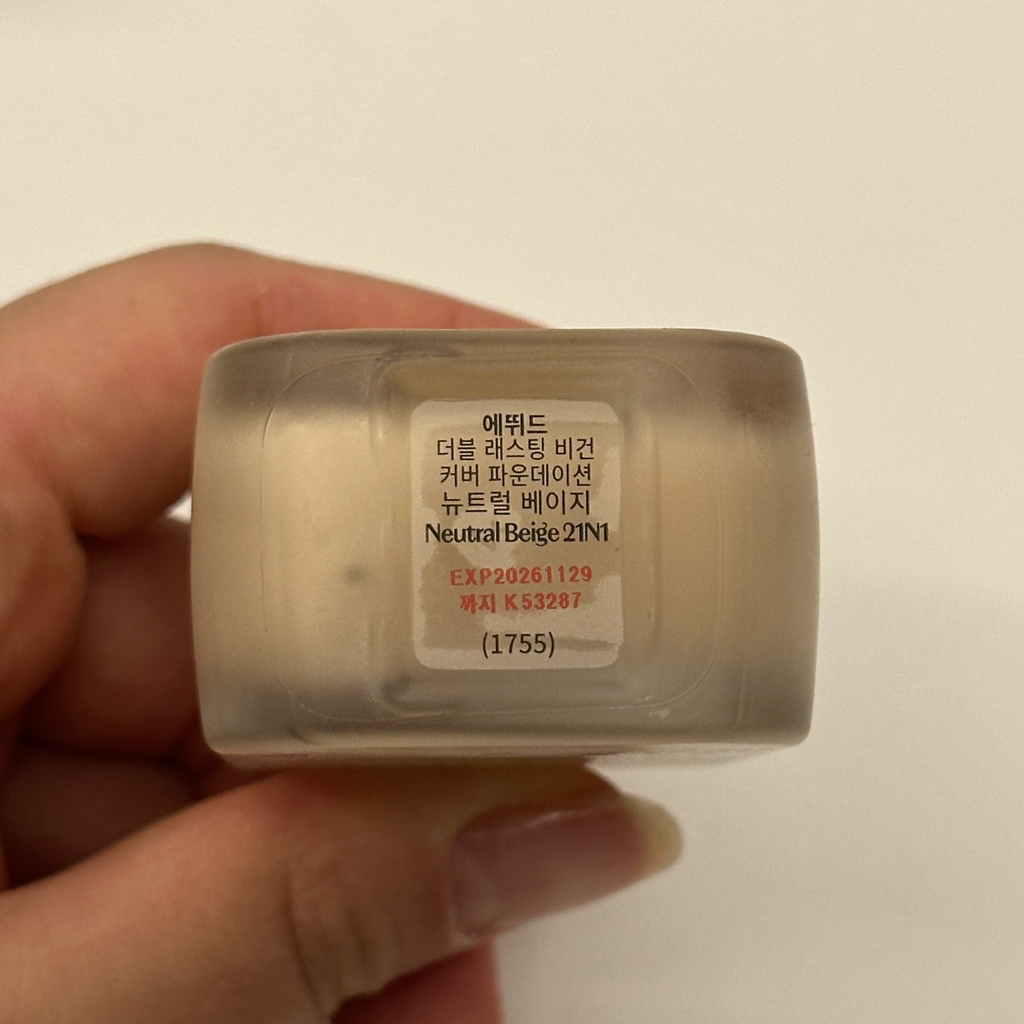 에뛰드
더블 래스팅 비건
커버 파운데이션
뉴트럴 베이지
Neutral Beige 21N1
EXP20261129
까지 K53287
(1755)